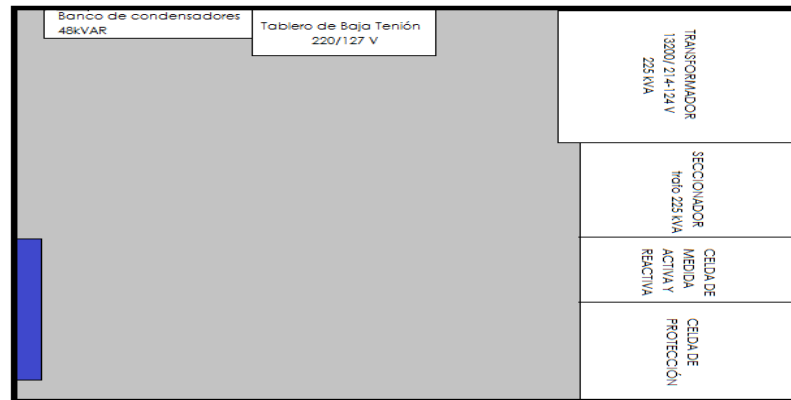 Banco de condensadores
48kVAR
Tablero de Baja Tenión
220/127 V
TRANSFORMADOR
13200/ 214-124 V
225 kVA
SECCIONADOR
trafo 225 kVA
CELDA DE
MEDIDA
ACTIVA Y
REACTIVA
CELDA DE
PROTECCIÓN